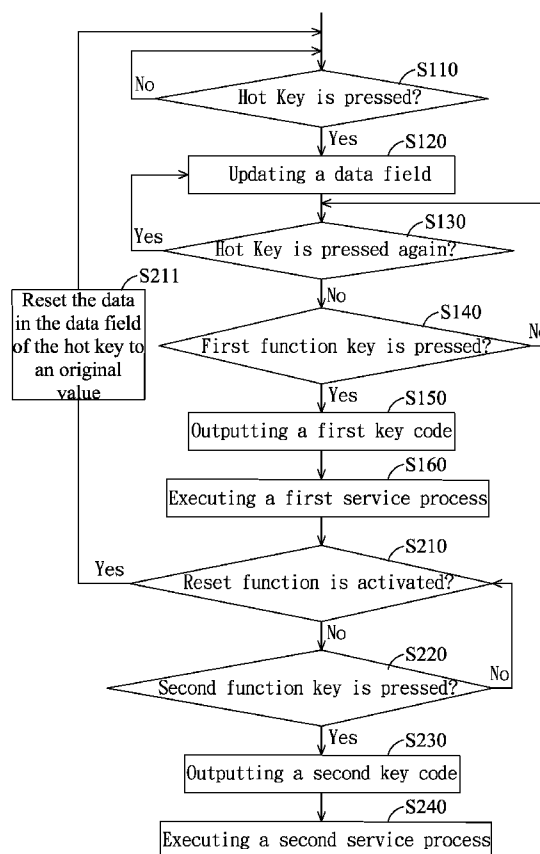 S110
No
Hot Key is pressed?
Yes
S120
Updating a data field
S130
Yes
Hot Key is pressed again?
S211
Reset the data
in the data field
of the hot key to
an original
value
No
S140
First function key is pressed?
No
Yes
S150
Outputting a first key code
S160
Executing a first service process
S210
Yes
Reset function is activated?
No
S220
No
Second function key is pressed?
Yes
S230
Outputting a second key code
S240
Executing a second service process